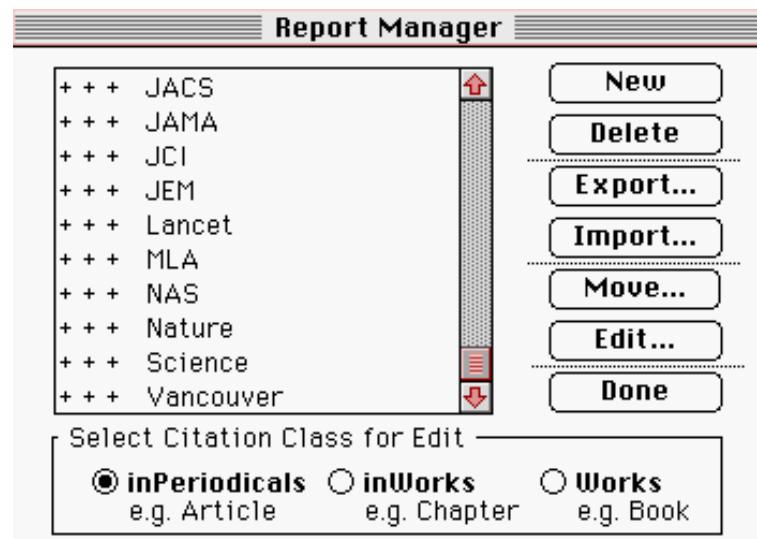 Report Manager
+ + + JACS
+ + + JAMA
+ + + JCI
+ + + JEM
+ + + Lancet
+ + + MLA
+ + + NAS
+ + + Nature
+ + + Science
+ + + Vancouver
New
Delete
Export...
Import...
Move...
Edit...
Done
Select Citation Class for Edit
inPeriodicals inWorks Works
e.g. Article e.g. Chapter e.g. Book